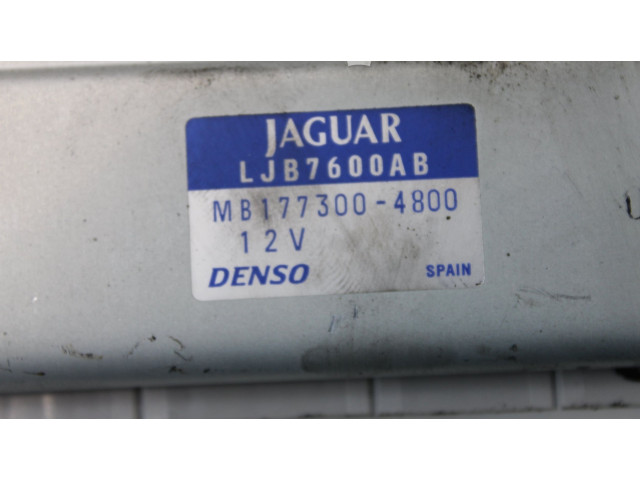 JAGUAR
LJB7600AB
MB177300-4800
12V
DENSO SPAIN